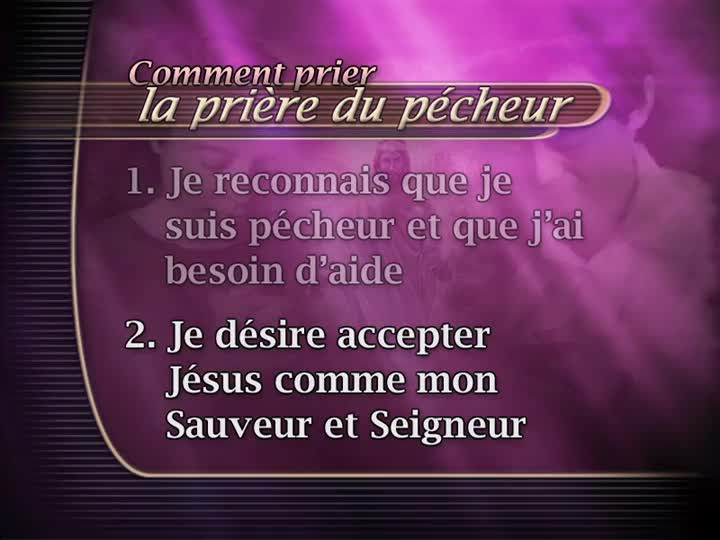 Comment prier
la prière du pécheur
1. Je reconnais que je
suis pécheur et que j'ai
besoin d'aide
2. Je désire accepter
Jésus comme mon
Sauveur et Seigneur